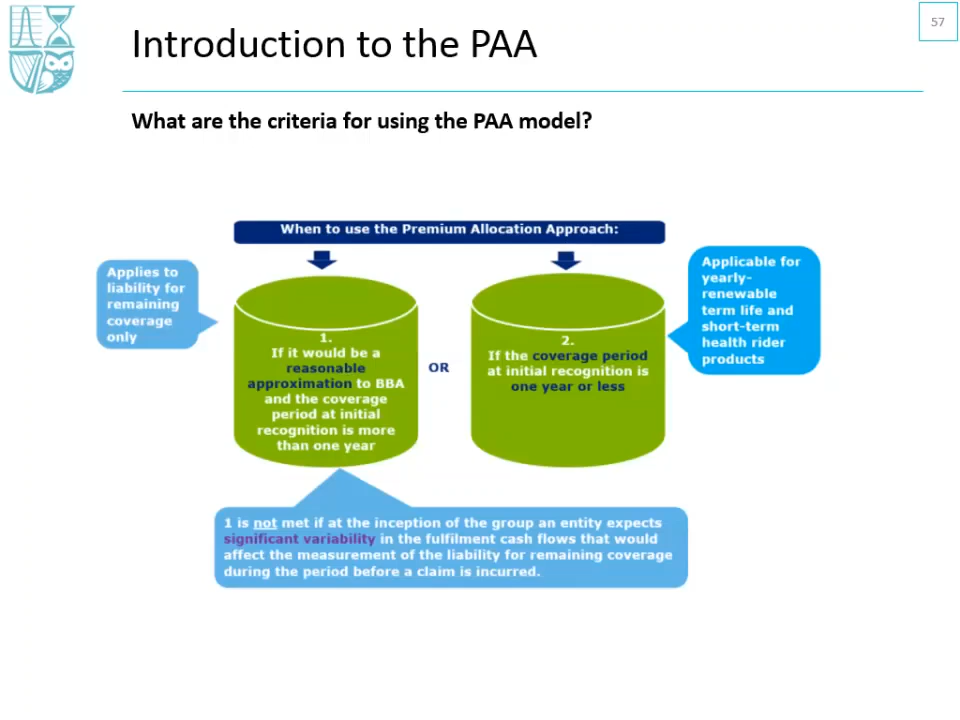 57
Introduction to the PAA
What are the criteria for using the PAA model?
When to use the Premium Allocation Approach:
Applies to
liability for
remaining
coverage
only
1.
If it would be a
reasonable
approximation to BBA
and the coverage
period at initial
recognition is more
than one year
OR
2.
If the coverage period
at initial recognition is
one year or less
Applicable for
yearly-
renewable
term life and
short-term
health rider
products
1 is not met if at the inception of the group an entity expects
significant variability in the fulfilment cash flows that would
affect the measurement of the liability for remaining coverage
during the period before a claim is incurred.